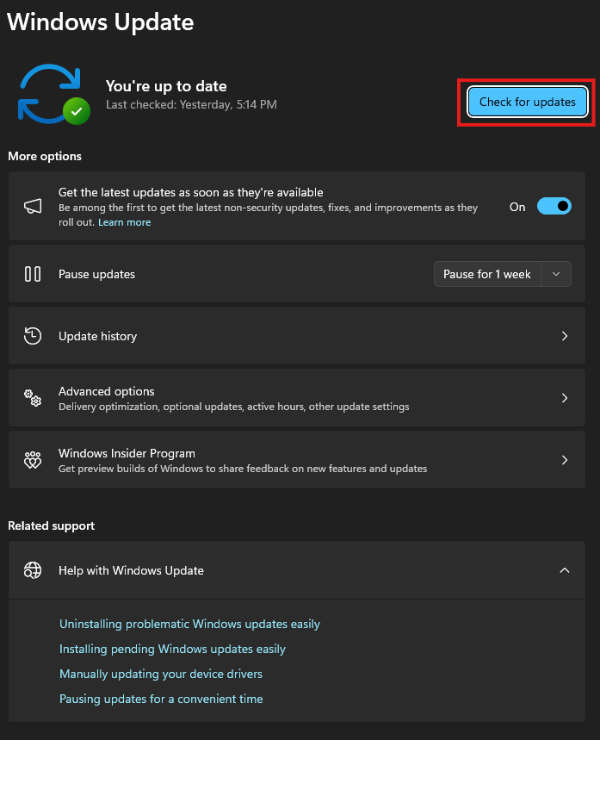 Windows Update
You're up to date
Last checked: Yesterday, 5:14 PM
Check for updates
More options
Get the latest updates as soon as they're available
Be among the first to get the latest non-security updates, fixes, and improvements as they
roll out. Learn more
On
Pause updates
Pause for 1 week
Update history
Advanced options
Delivery optimization, optional updates, active hours, other update settings
Windows Insider Program
Get preview builds of Windows to share feedback on new features and updates
Related support
Help with Windows Update
Uninstalling problematic Windows updates easily
Installing pending Windows updates easily
Manually updating your device drivers
Pausing updates for a convenient time